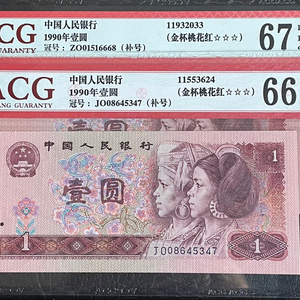 ACG
中国人民银行
1990年壹圆
冠号：ZO01516668（补号）
11932033
（金杯桃花红☆☆☆）
67
ACG
NG GUARANTY
中国人民银行
1990年壹圆
冠号：JO08645347（补号）
11553624
（金杯桃花红☆☆☆）
66
中国人民银行
壹圆
1
1
1
JO08645347